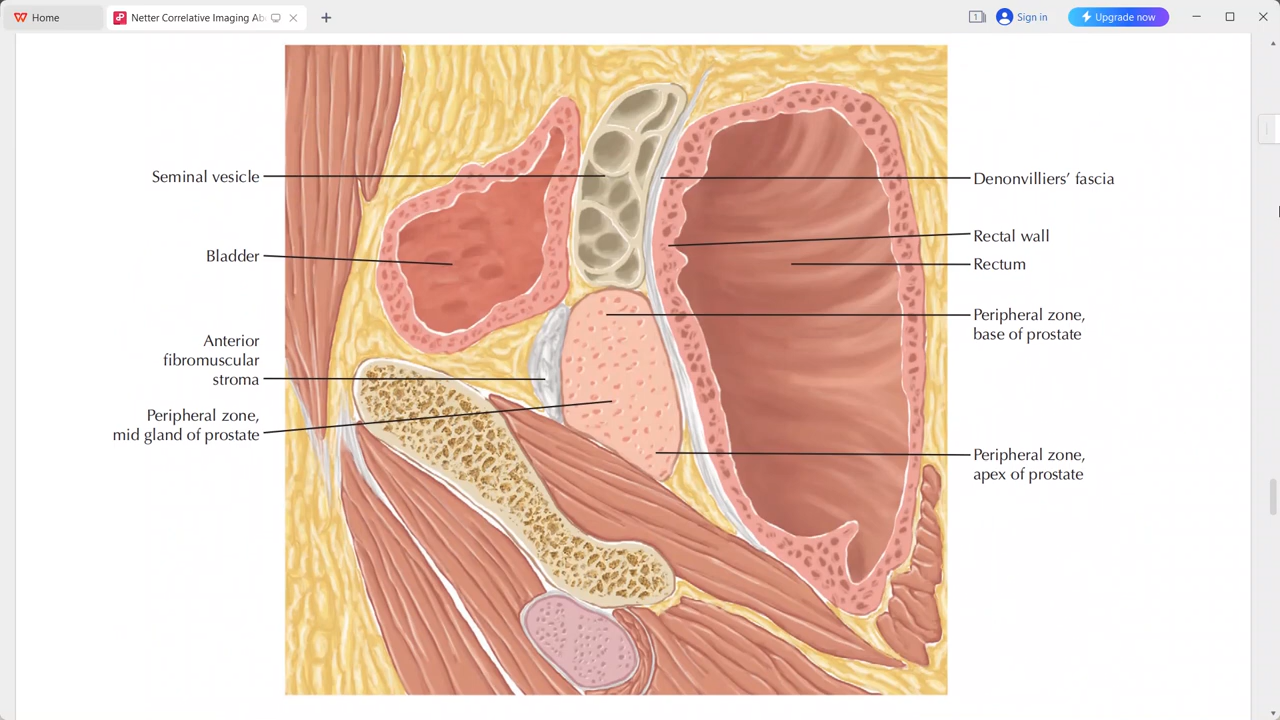 Home
Netter Correlative Imaging Ab
1
Sign in
Upgrade now
Seminal vesicle
Bladder
Anterior
fibromuscular
stroma
Peripheral zone,
mid gland of prostate
Denonvilliers’ fascia
Rectal wall
Rectum
Peripheral zone,
base of prostate
Peripheral zone,
apex of prostate